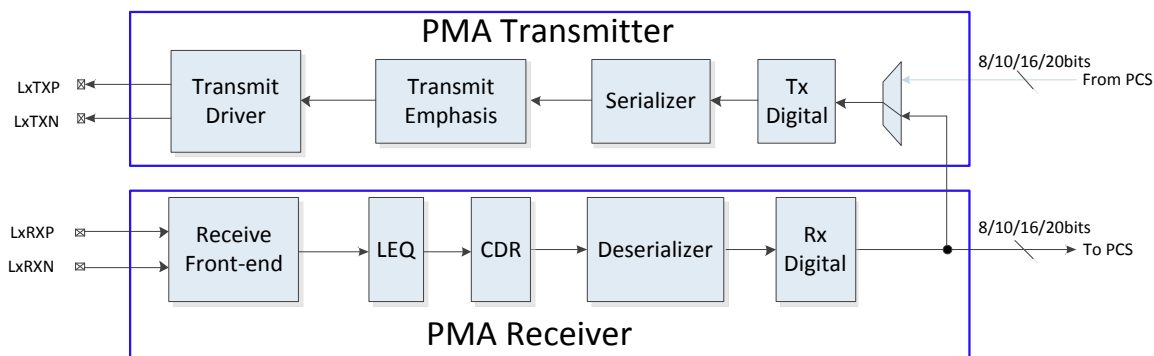 PMA Transmitter
8/10/16/20bits
From PCS
LxTXP
LxTXN
Transmit
Driver
Transmit
Emphasis
Serializer
Tx
Digital
LxRXP
LxRXN
Receive
Front-end
LEQ
CDR
Deserializer
Rx
Digital
8/10/16/20bits
To PCS
PMA Receiver